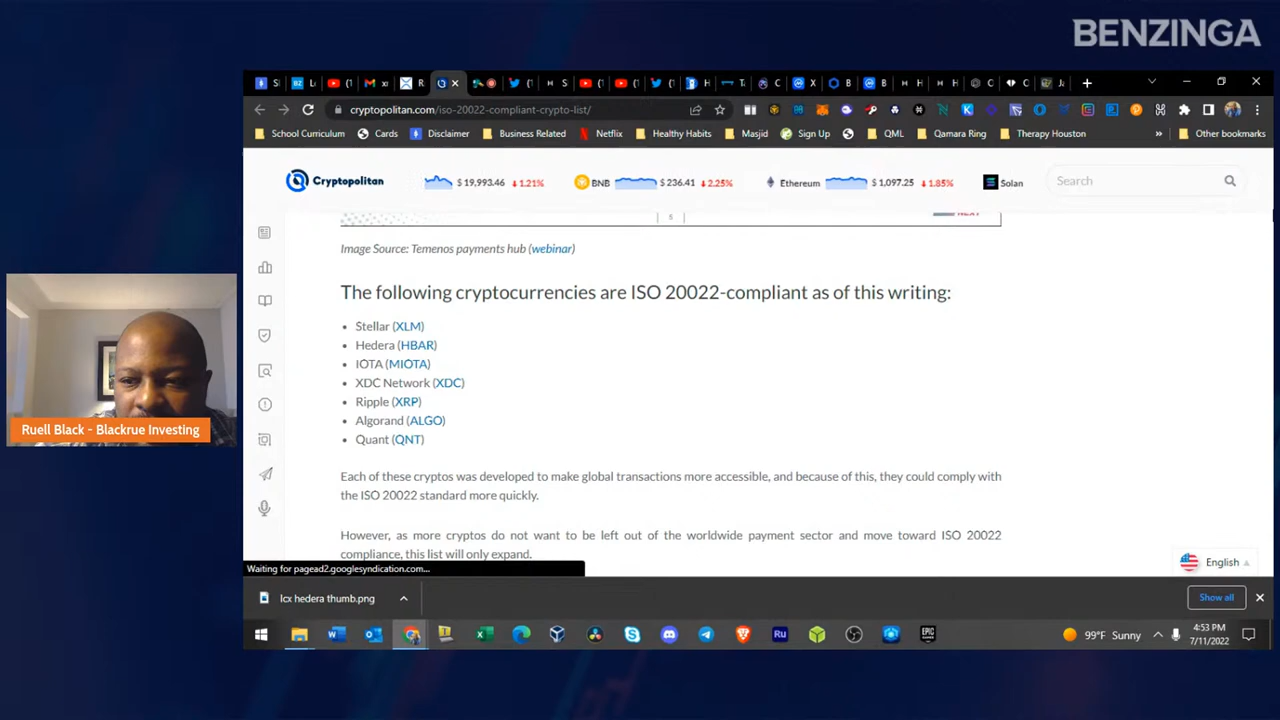 BENZINGA
cryptopolitan.com/iso-20022-compliant-crypto-list/
School Curriculum Cards Disclaimer Business Related Netflix Healthy Habits Masjid Sign Up QML Qamara Ring Therapy Houston » Other bookmarks
Cryptopolitan $ 19,993.46 1.21% BNB $ 236.41 2.25% Ethereum $ 1,097.25 1.85% Solan Search
5 NEXT
Image Source: Temenos payments hub (webinar)
The following cryptocurrencies are ISO 20022-compliant as of this writing:
• Stellar (XLM)
• Hedera (HBAR)
• IOTA (MIOTA)
• XDC Network (XDC)
• Ripple (XRP)
• Algorand (ALGO)
• Quant (QNT)
Each of these cryptos was developed to make global transactions more accessible, and because of this, they could comply with
the ISO 20022 standard more quickly.
However, as more cryptos do not want to be left out of the worldwide payment sector and move toward ISO 20022
compliance, this list will only expand.
English
Waiting for pagead2.googlesyndication.com...
lcx hedera thumb.png
Show all
Ruell Black - Blackrue Investing
Ru
EPIC GAMES
99°F Sunny
4:53 PM
7/11/2022